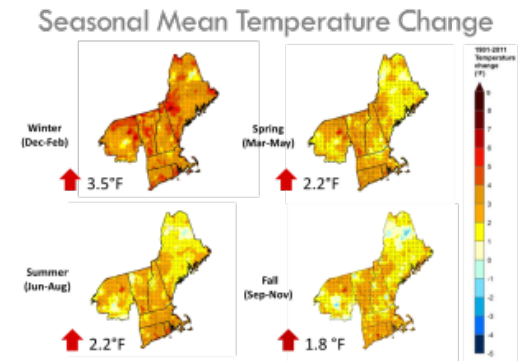 Seasonal Mean Temperature Change
Winter
(Dec-Feb)
3.5°F
Spring
(Mar-May)
2.2°F
Summer
(Jun-Aug)
2.2°F
Fall
(Sep-Nov)
1.8 °F
1901-2011
Temperature
change
(°F)
9
8
7
6
5
4
3
2
1
0
-1
-2
-3
-4
-5